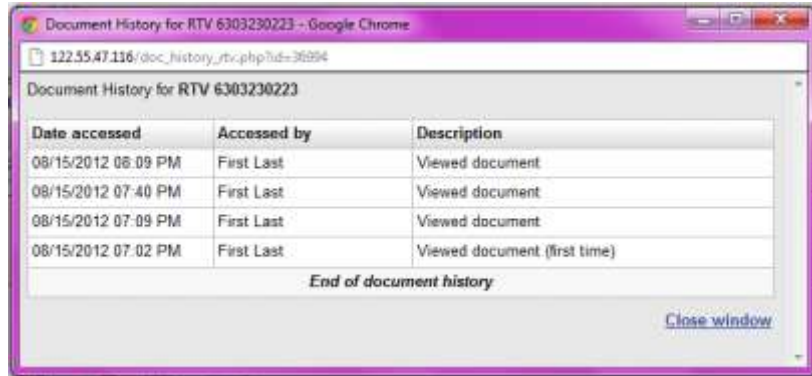 Document History for RTV 6303230223 - Google Chrome
122.55.47.116/doc_history_rtv.php?id=36994
Document History for RTV 6303230223
Date accessed Accessed by Description
08/15/2012 08:09 PM First Last Viewed document
08/15/2012 07:40 PM First Last Viewed document
08/15/2012 07:09 PM First Last Viewed document
08/15/2012 07:02 PM First Last Viewed document (first time)
End of document history
Close window